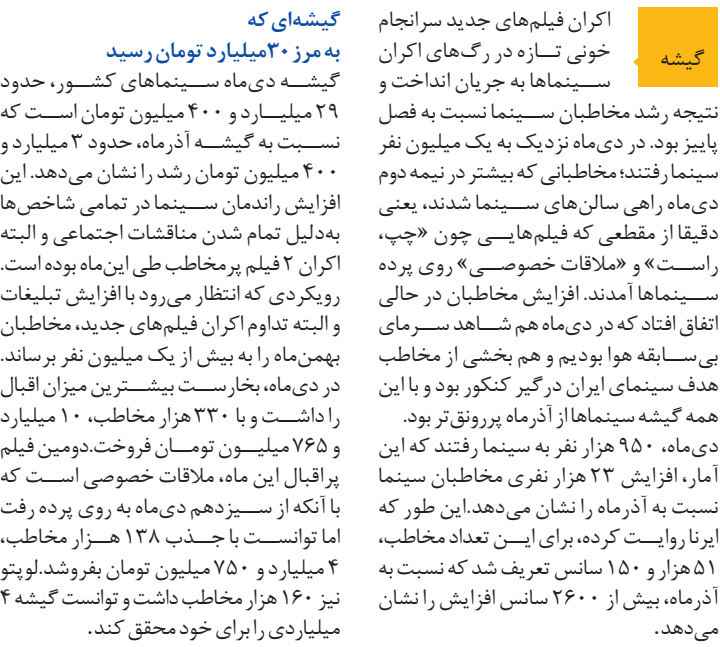 گیشه
اکران فیلم‌های جدید سرانجام
خونی تازه در رگ‌های اکران
سینماها به جریان انداخت و
نتیجه رشد مخاطبان سینما نسبت به فصل
پاییز بود. در دی‌ماه نزدیک به یک میلیون نفر
سینما رفتند؛ مخاطبانی که بیشتر در نیمه دوم
دی‌ماه راهی سالن‌های سینما شدند، یعنی
دقیقا از مقطعی که فیلم‌هایی چون «چپ،
راست» و «ملاقات خصوصی» روی پرده
سینماها آمدند. افزایش مخاطبان در حالی
اتفاق افتاد که در دی‌ماه هم شاهد سرمای
بی‌سابقه هوا بودیم و هم بخشی از مخاطب
هدف سینمای ایران درگیر کنکور بود و با این
همه گیشه سینماها از آذرماه پررونق‌تر بود.
دی‌ماه، ۹۵۰ هزار نفر به سینما رفتند که این
آمار، افزایش ۲۳ هزار نفری مخاطبان سینما
نسبت به آذرماه را نشان می‌دهد.این طور که
ایرنا روایت کرده، برای این تعداد مخاطب،
۵۱ هزار و ۱۵۰ سانس تعریف شد که نسبت به
آذرماه، بیش از ۲۶۰۰ سانس افزایش را نشان
می‌دهد.
گیشه‌ای که
به مرز ۳۰میلیارد تومان رسید
گیشه دی‌ماه سینماهای کشور، حدود
۲۹ میلیارد و ۴۰۰ میلیون تومان است که
نسبت به گیشه آذرماه، حدود ۳ میلیارد و
۴۰۰ میلیون تومان رشد را نشان می‌دهد. این
افزایش راندمان سینما در تمامی شاخص‌ها
به‌دلیل تمام شدن مناقشات اجتماعی و البته
اکران ۲ فیلم پرمخاطب طی این‌ماه بوده است.
رویکردی که انتظار می‌رود با افزایش تبلیغات
و البته تداوم اکران فیلم‌های جدید، مخاطبان
بهمن‌ماه را به بیش از یک میلیون نفر برساند.
در دی‌ماه، بخارست بیشترین میزان اقبال
را داشت و با ۳۳۰ هزار مخاطب، ۱۰ میلیارد
و ۷۶۵ میلیون تومان فروخت.دومین فیلم
پراقبال این ماه، ملاقات خصوصی است که
با آنکه از سیزدهم دی‌ماه به روی پرده رفت
اما توانست با جذب ۱۳۸ هزار مخاطب،
۴ میلیارد و ۷۵۰ میلیون تومان بفروشد.لوپتو
نیز ۱۶۰ هزار مخاطب داشت و توانست گیشه ۴
میلیاردی را برای خود محقق کند.